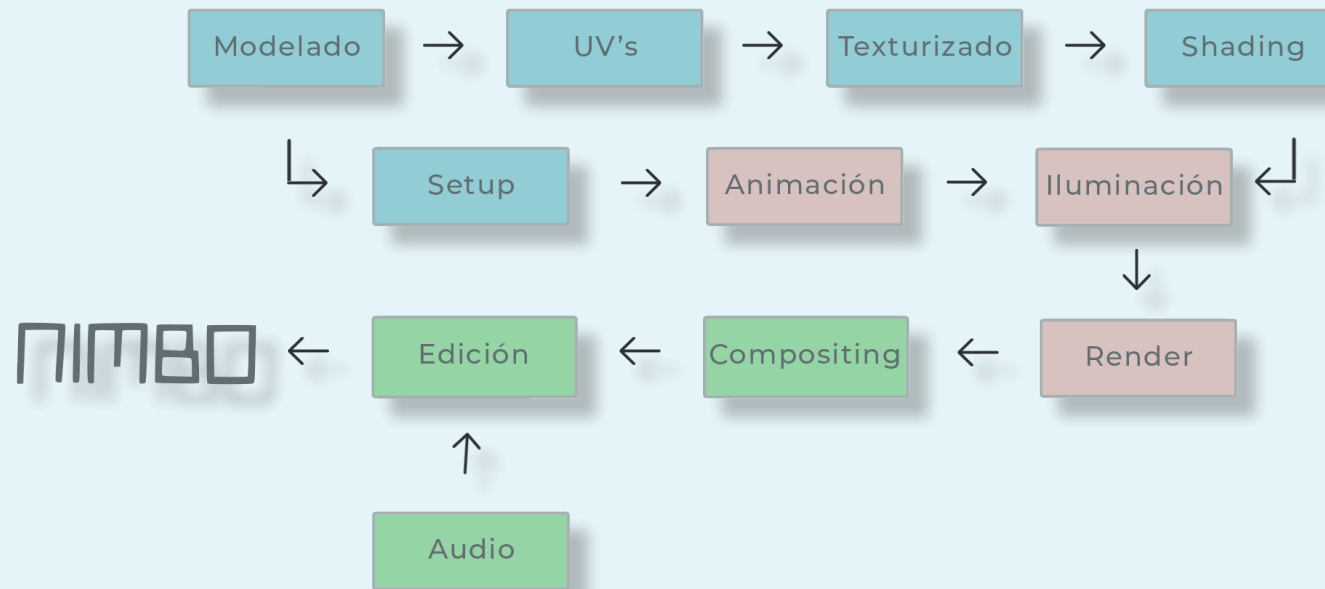 Modelado
UV's
Texturizado
Shading
Setup
Animación
Iluminación
NIMBO
Edición
Compositing
Render
Audio